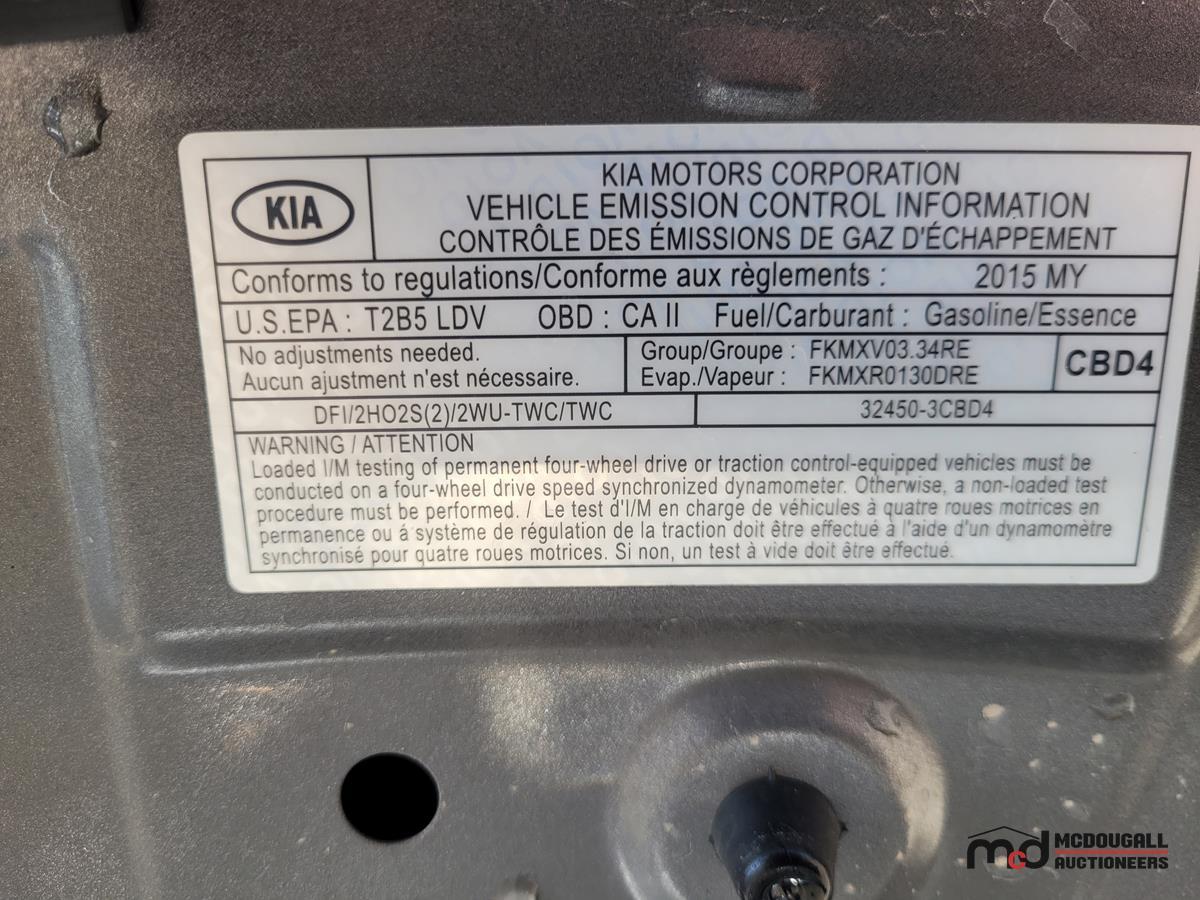 KIA
KIA MOTORS CORPORATION
VEHICLE EMISSION CONTROL INFORMATION
CONTRÔLE DES ÉMISSIONS DE GAZ D'ÉCHAPPEMENT
Conforms to regulations/Conforme aux règlements : 2015 MY
U.S.EPA : T2B5 LDV OBD : CA II Fuel/Carburant : Gasoline/Essence
No adjustments needed.
Aucun ajustment n'est nécessaire.
Group/Groupe : FKMXV03.34RE
Evap./Vapeur : FKMXR0130DRE
CBD4
DFI/2HO2S(2)/2WU-TWC/TWC
32450-3CBD4
WARNING / ATTENTION
Loaded I/M testing of permanent four-wheel drive or traction control-equipped vehicles must be
conducted on a four-wheel drive speed synchronized dynamometer. Otherwise, a non-loaded test
procedure must be performed. / Le test d'I/M en charge de véhicules à quatre roues motrices en
permanence ou á système de régulation de la traction doit être effectué à l'aide d'un dynamomètre
synchronisé pour quatre roues motrices. Si non, un test à vide doit être effectué.
mcd MCDOUGALL
AUCTIONEERS